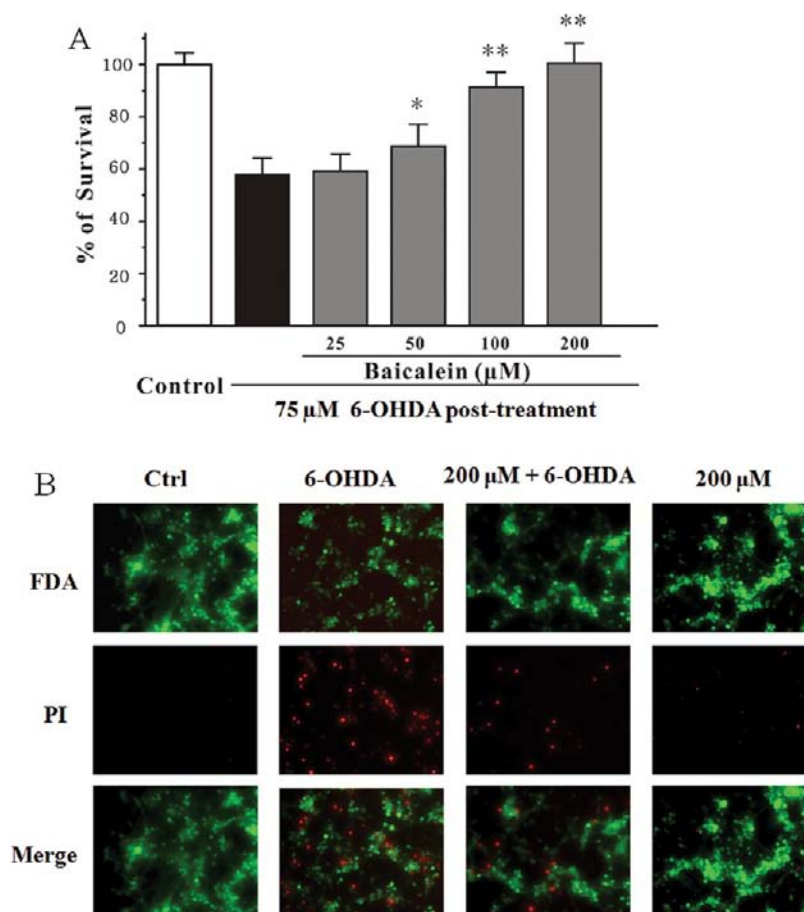 A
% of Survival
100
80
60
40
20
0
*
**
**
25 50 100 200
Baicalein (μM)
Control
75 μM 6-OHDA post-treatment
B
Ctrl 6-OHDA 200 μM + 6-OHDA 200 μM
FDA
PI
Merge